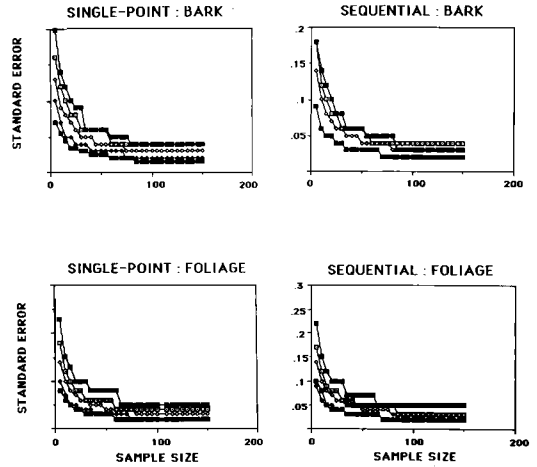 SINGLE-POINT : BARK
SEQUENTIAL : BARK
STANDARD ERROR
.2
.15
.1
.05
0 100 200
0 100 200
SINGLE-POINT : FOLIAGE
SEQUENTIAL : FOLIAGE
STANDARD ERROR
.3
.2
.15
.1
.05
0 100 200
0 100 200
SAMPLE SIZE
SAMPLE SIZE